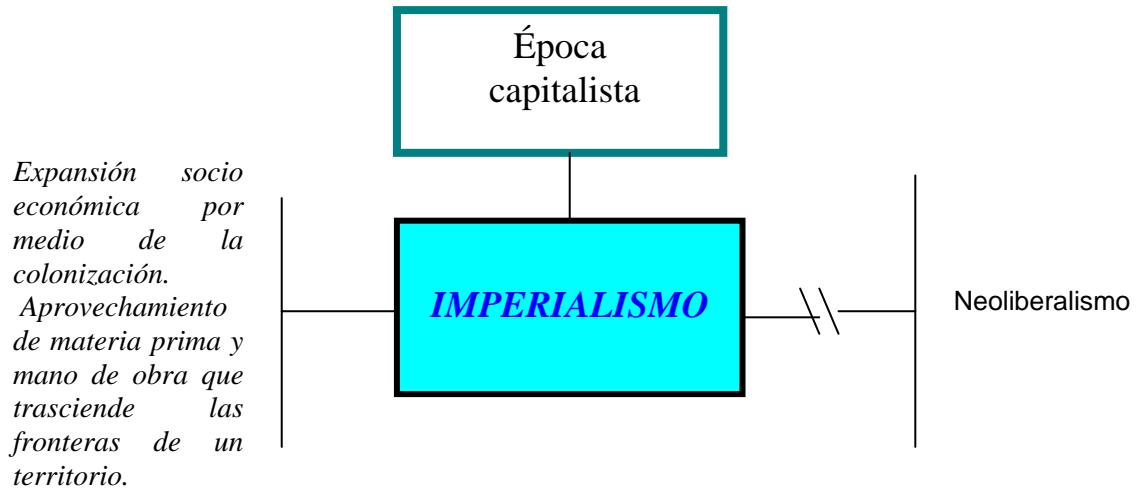 Época
capitalista
Expansión socio
económica por
medio de la
colonización.
Aprovechamiento
de materia prima y
mano de obra que
trasciende las
fronteras de un
territorio.
IMPERIALISMO
Neoliberalismo